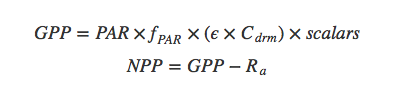 GPP = PAR × f_PAR × (ϵ × C_drm) × scalars
NPP = GPP − R_a